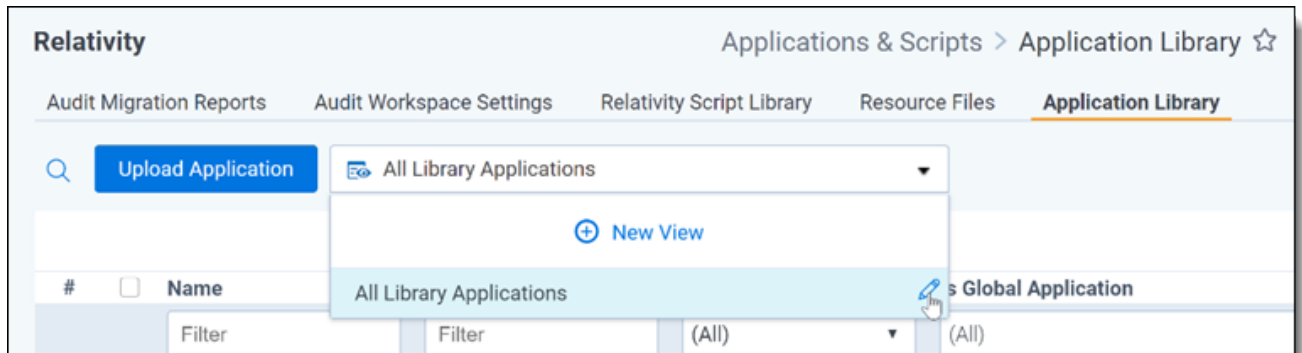 Relativity
Applications & Scripts > Application Library
Audit Migration Reports Audit Workspace Settings Relativity Script Library Resource Files Application Library
Upload Application All Library Applications
New View
# Name s Global Application
All Library Applications
Filter Filter (All) (All)